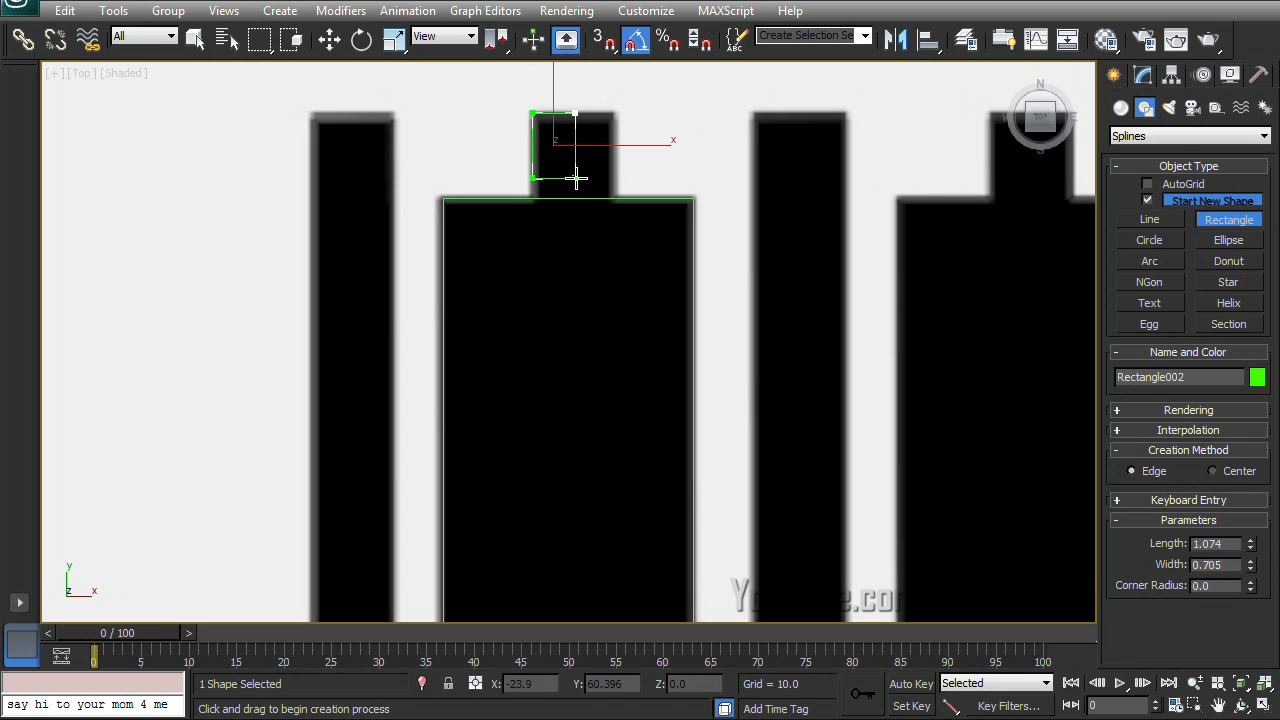 Edit Tools Group Views Create Modifiers Animation Graph Editors Rendering Customize MAXScript Help
All View 3 % ABC Create Selection Se
[+][Top][Shaded]
N
TOP
E
S
z x
Splines
- Object Type
AutoGrid
Start New Shape
Line Rectangle
Circle Ellipse
Arc Donut
NGon Star
Text Helix
Egg Section
- Name and Color
Rectangle002
+ Rendering
+ Interpolation
- Creation Method
Edge Center
+ Keyboard Entry
- Parameters
Length: 1.074
Width: 0.705
Corner Radius: 0.0
y
z x
< 0 / 100 >
0 5 10 15 20 25 30 35 40 45 50 55 60 65 70 75 80 85 90 95 100
1 Shape Selected X: -23.9 Y: 60.396 Z: 0.0 Grid = 10.0 Auto Key Selected
say hi to your mom 4 me Click and drag to begin creation process Add Time Tag Set Key Key Filters... 0